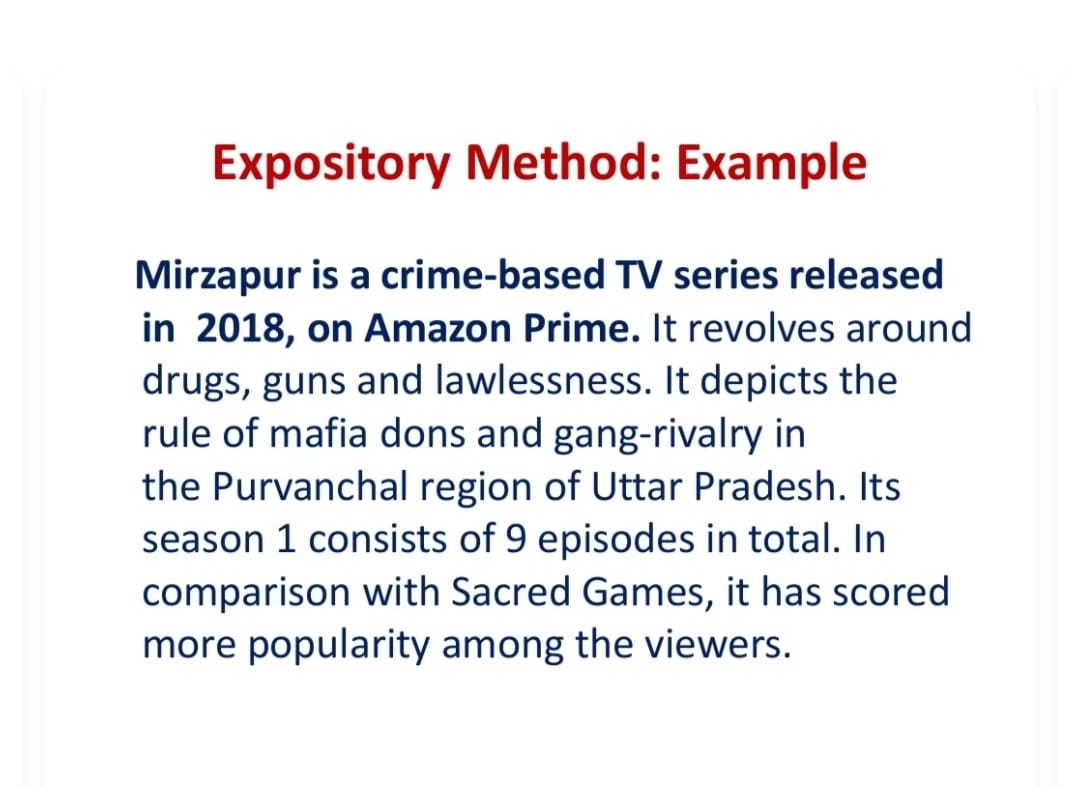 Expository Method: Example
Mirzapur is a crime-based TV series released
in 2018, on Amazon Prime. It revolves around
drugs, guns and lawlessness. It depicts the
rule of mafia dons and gang-rivalry in
the Purvanchal region of Uttar Pradesh. Its
season 1 consists of 9 episodes in total. In
comparison with Sacred Games, it has scored
more popularity among the viewers.